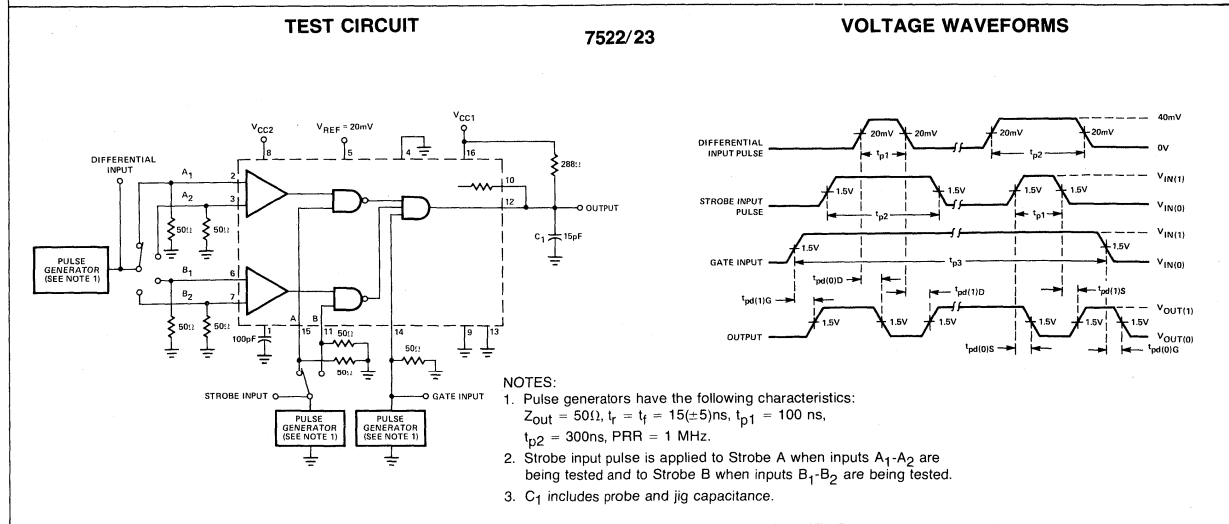 TEST CIRCUIT
7522/23
VOLTAGE WAVEFORMS
VCC2
VREF = 20mV
VCC1
8
5
4
16
DIFFERENTIAL
INPUT
288Ω
A1
2
10
A2
3
12
OUTPUT
50Ω
50Ω
C1
15pF
PULSE
GENERATOR
(SEE NOTE 1)
B1
6
B2
7
50Ω
50Ω
A
B
1
15
11
50Ω
14
9
13
100pF
50Ω
50Ω
STROBE INPUT
GATE INPUT
PULSE
GENERATOR
(SEE NOTE 1)
PULSE
GENERATOR
(SEE NOTE 1)
40mV
20mV
20mV
20mV
20mV
DIFFERENTIAL
INPUT PULSE
tp1
tp2
0V
VIN(1)
1.5V
1.5V
1.5V
1.5V
STROBE INPUT
PULSE
tp2
tp1
VIN(0)
VIN(1)
1.5V
1.5V
GATE INPUT
tp3
VIN(0)
tpd(0)D
tpd(1)G
tpd(1)D
tpd(1)S
VOUT(1)
1.5V
1.5V
1.5V
1.5V
1.5V
1.5V
OUTPUT
VOUT(0)
tpd(0)S
tpd(0)G
NOTES:
1. Pulse generators have the following characteristics:
Zout = 50Ω, tr = tf = 15(±5)ns, tp1 = 100 ns,
tp2 = 300ns, PRR = 1 MHz.
2. Strobe input pulse is applied to Strobe A when inputs A1-A2 are
being tested and to Strobe B when inputs B1-B2 are being tested.
3. C1 includes probe and jig capacitance.